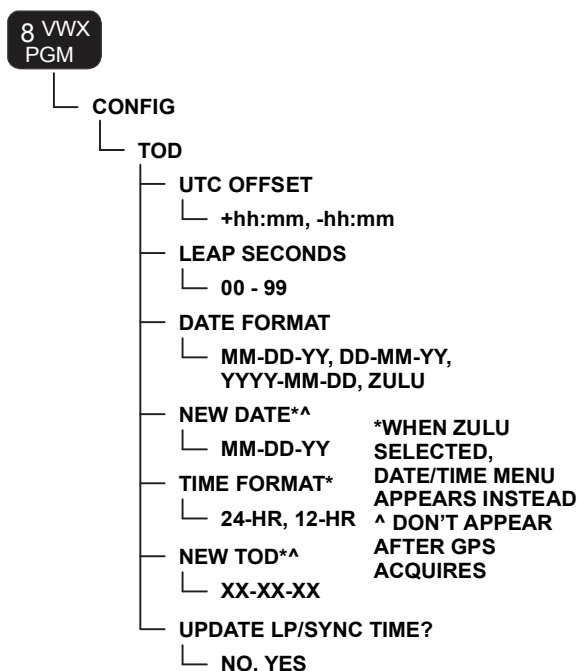 8 VWX
PGM
CONFIG
TOD
UTC OFFSET
+hh:mm, -hh:mm
LEAP SECONDS
00 - 99
DATE FORMAT
MM-DD-YY, DD-MM-YY,
YYYY-MM-DD, ZULU
NEW DATE*^
MM-DD-YY
TIME FORMAT*
24-HR, 12-HR
NEW TOD*^
XX-XX-XX
UPDATE LP/SYNC TIME?
NO, YES
*WHEN ZULU
SELECTED,
DATE/TIME MENU
APPEARS INSTEAD
^ DON'T APPEAR
AFTER GPS
ACQUIRES